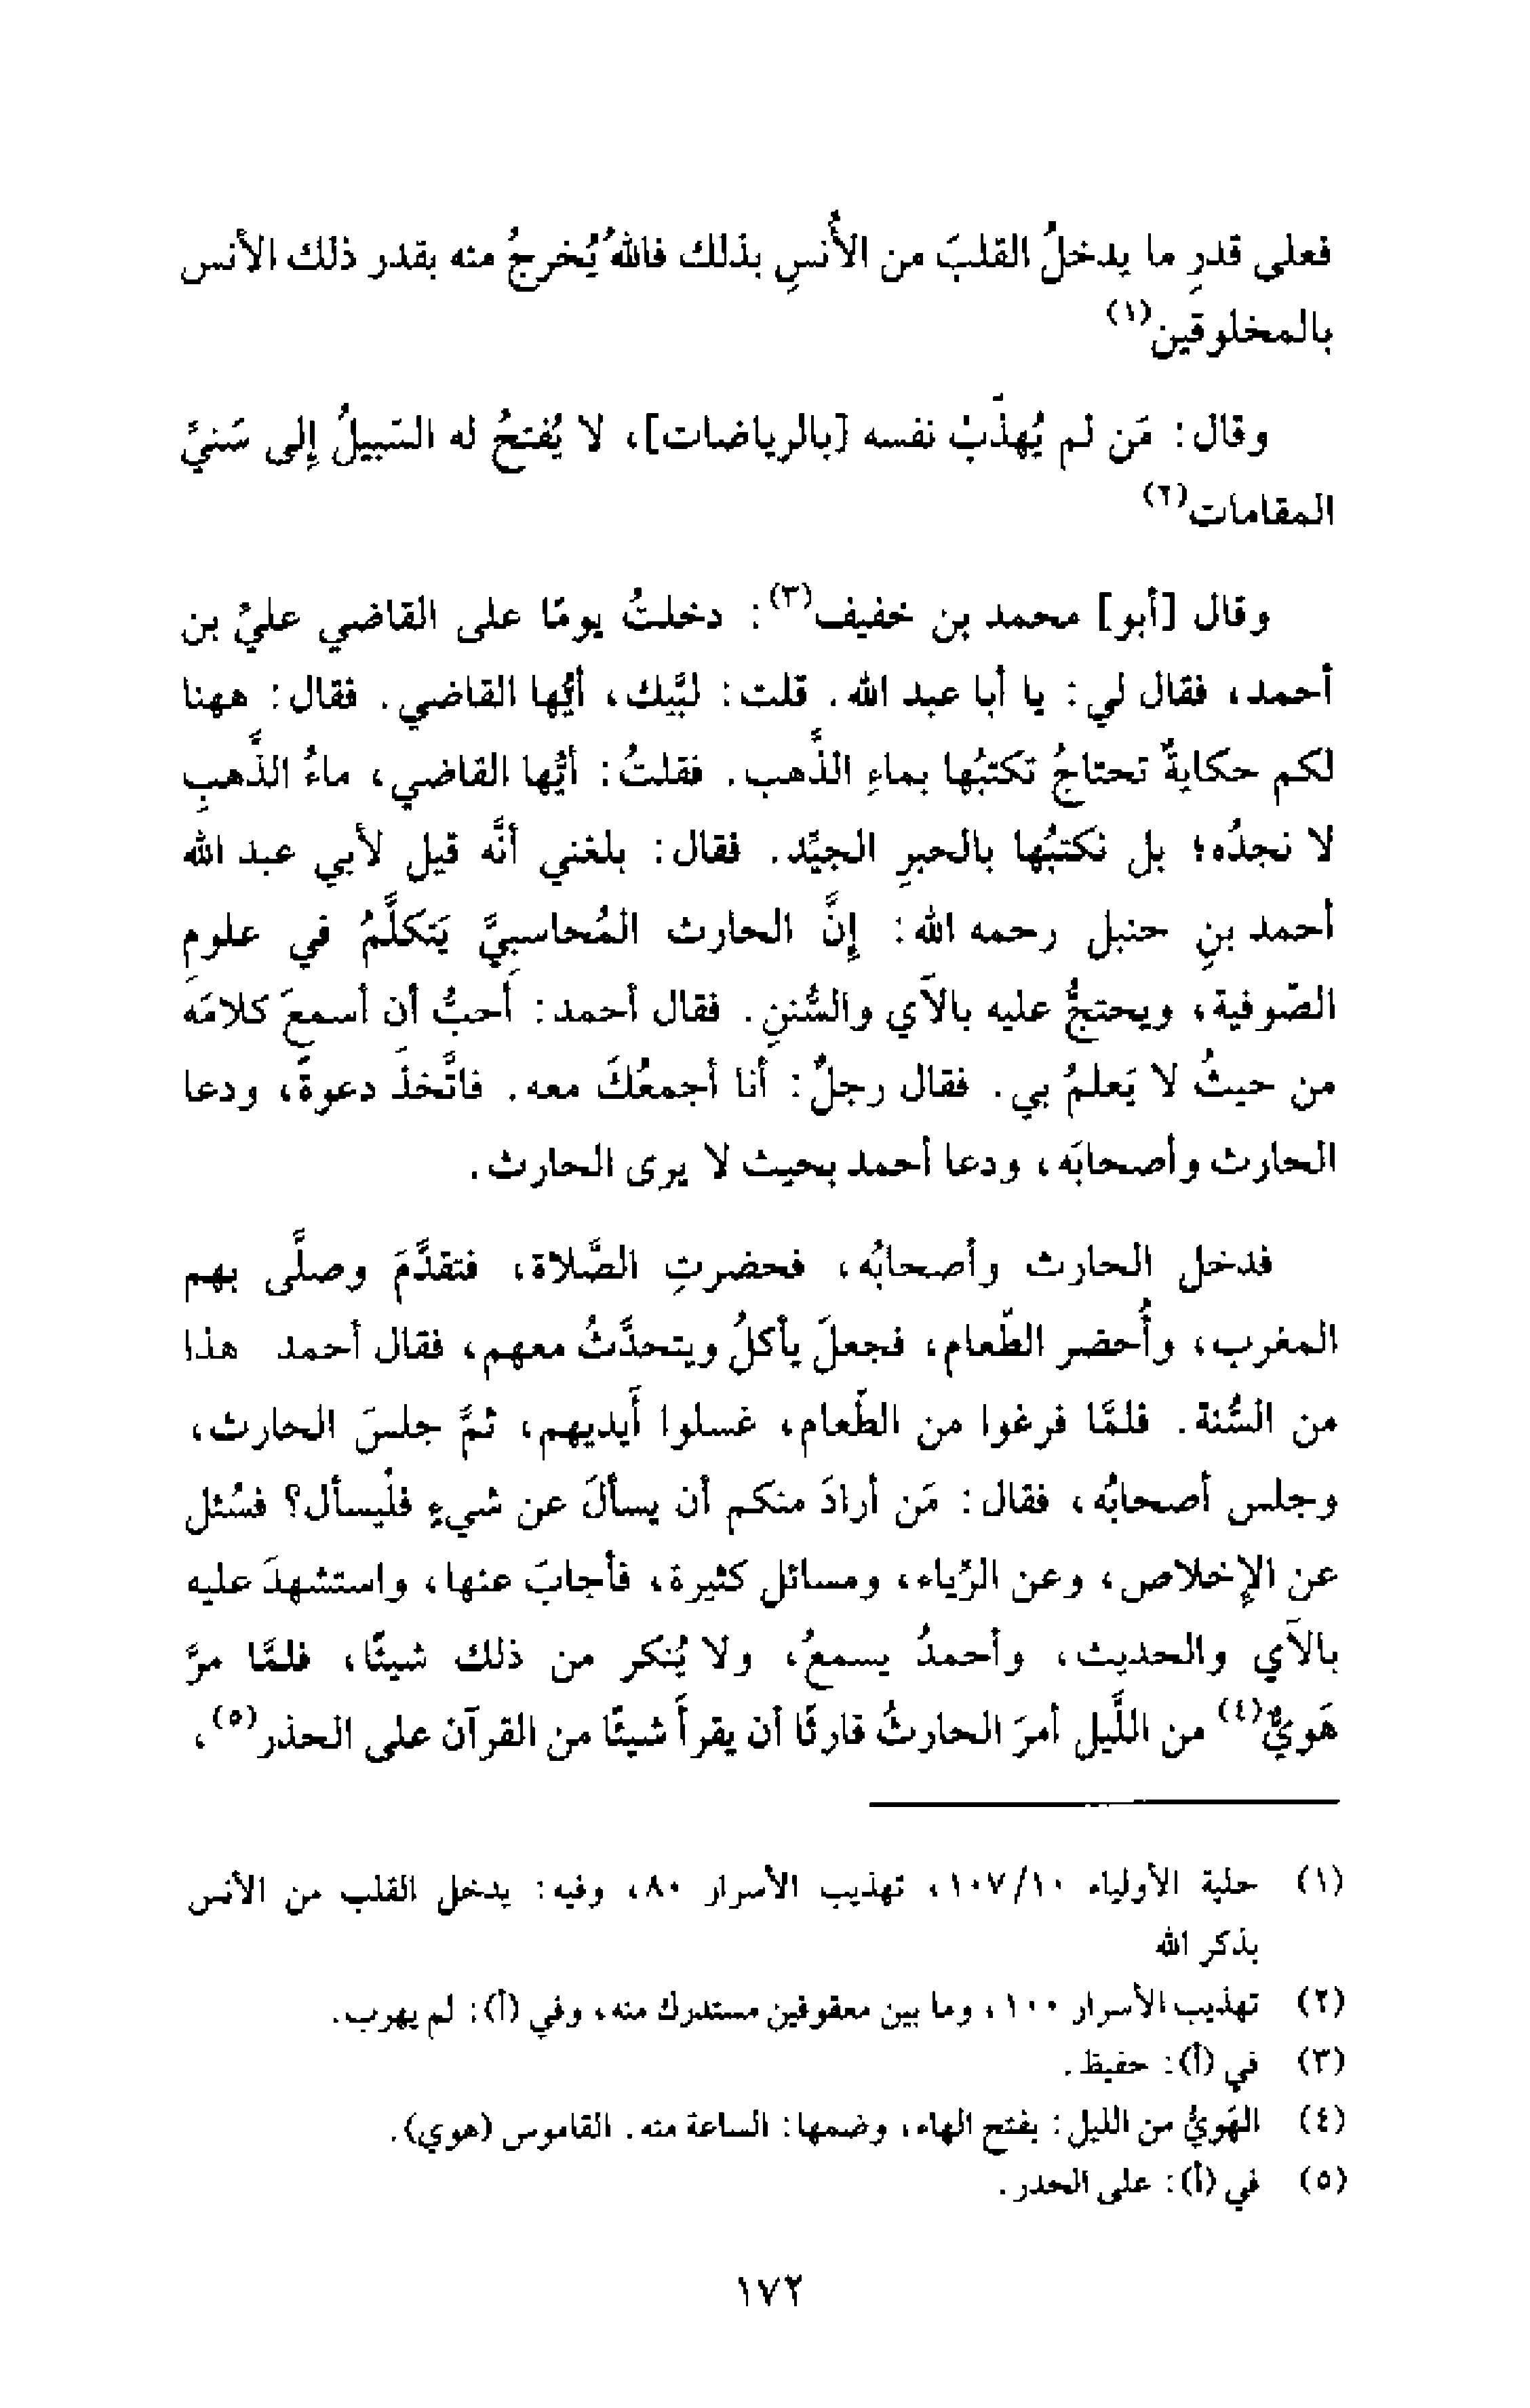 فعلى قدرِ ما يدخلُ القلبَ من الأُنسِ بذلك فاللهُ يُخرجُ منه بقدر ذلك الأنس
بالمخلوقين(١)
وقال: مَن لم يُهذّبْ نفسه [بالرياضات]، لا يُفتحُ له السّبيلُ إلى سَنيِّ
المقامات(٢)
وقال [أبو] محمد بن خفيف(٣): دخلتُ يومًا على القاضي عليِّ بن
أحمد، فقال لي: يا أبا عبد الله. قلت: لبَّيك، أيُّها القاضي. فقال: ههنا
لكم حكايةٌ تحتاجُ تكتبُها بماءِ الذَّهب. فقلتُ: أيُّها القاضي، ماءُ الذَّهبِ
لا نجدُه؛ بل نكتبُها بالحبرِ الجيِّد. فقال: بلغني أنَّه قيل لأبي عبد الله
أحمد بنِ حنبل رحمه الله: إنَّ الحارث المُحاسبيَّ يَتكلَّمُ في علومِ
الصّوفية، ويحتجُّ عليه بالآي والسُّننِ. فقال أحمد: أُحبُّ أن أسمعَ كلامَه
من حيثُ لا يَعلمُ بي. فقال رجلٌ: أنا أجمعُكَ معه. فاتَّخذَ دعوةً، ودعا
الحارث وأصحابَه، ودعا أحمد بحيث لا يرى الحارث.
فدخل الحارث وأصحابُه، فحضرتِ الصَّلاة، فتقدَّمَ وصلَّى بهم
المغرب، وأُحضر الطّعام، فجعلَ يأكلُ ويتحدَّثُ معهم، فقال أحمد هذا
من السُّنة. فلمَّا فرغوا من الطّعام، غسلوا أيديهم، ثمَّ جلسَ الحارث،
وجلس أصحابُه، فقال: مَن أرادَ منكم أن يسألَ عن شيءٍ فلْيسأل؟ فسُئل
عن الإخلاص، وعن الرِّياء، ومسائل كثيرة، فأجابَ عنها، واستشهدَ عليه
بالآي والحديث، وأحمدُ يسمعُ، ولا يُنكر من ذلك شيئًا، فلمَّا مرَّ
هَويٌّ(٤) من اللَّيل أمرَ الحارثُ قارئًا أن يقرأَ شيئًا من القرآن على الحذر(٥)،
(١) حلية الأولياء ١٠٧/١٠، تهذيب الأسرار ٨٠، وفيه: يدخل القلب من الأنس
بذكر الله
(٢) تهذيب الأسرار ١٠٠، وما بين معقوفين مستدرك منه، وفي (أ): لم يهرب.
(٣) في (أ): حفيظ.
(٤) الهَويُّ من الليل: بفتح الهاء، وضمها: الساعة منه. القاموس (هوي).
(٥) في (أ): على الحدر.
١٧٢